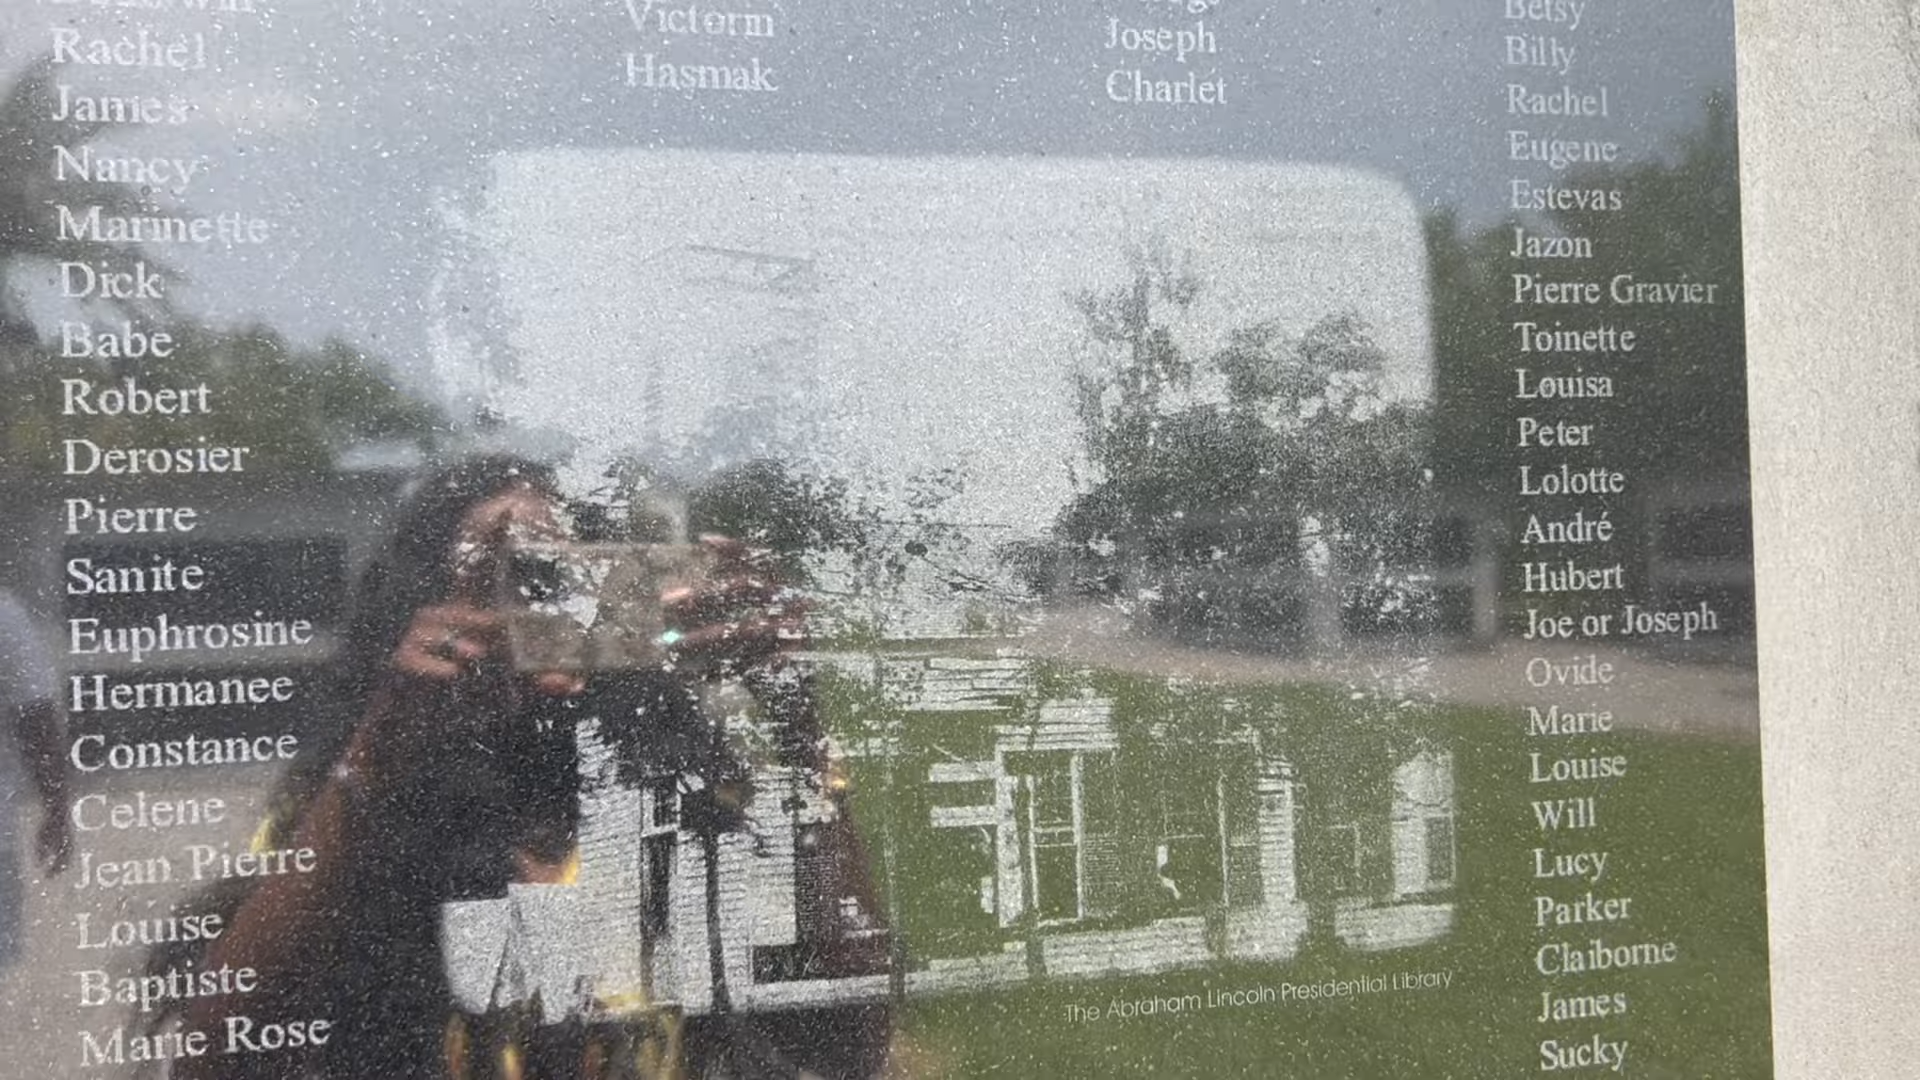 Rachel
James
Nancy
Marinette
Dick
Babe
Robert
Derosier
Pierre
Sanite
Euphrosine
Hermanee
Constance
Celene
Jean Pierre
Louise
Baptiste
Marie Rose
Victorin
Hasmak
Joseph
Charlet
The Abraham Lincoln Presidential Library
Betsy
Billy
Rachel
Eugene
Estevas
Jazon
Pierre Gravier
Toinette
Louisa
Peter
Lolotte
André
Hubert
Joe or Joseph
Ovide
Marie
Louise
Will
Lucy
Parker
Claiborne
James
Sucky